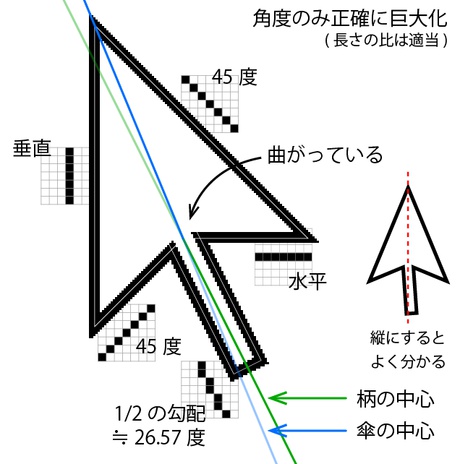 角度のみ正確に巨大化
(長さの比は適当)
45 度
垂直
曲がっている
水平
45 度
縦にすると
よく分かる
1/2 の勾配
≒ 26.57 度
柄の中心
傘の中心